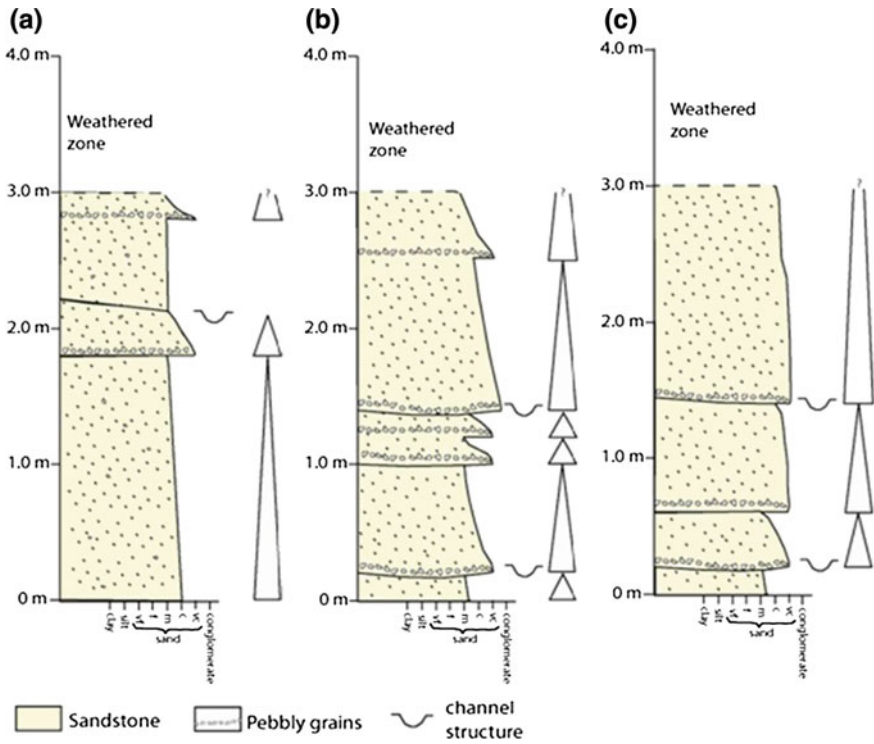 (a)
4.0 m
Weathered
zone
3.0 m
?
2.0 m
1.0 m
0 m
clay
silt
vf
f
m
c
vc
conglomerate
sand
(b)
4.0 m
Weathered
zone
3.0 m
?
2.0 m
1.0 m
0 m
clay
silt
vf
f
m
c
vc
conglomerate
sand
(c)
4.0 m
Weathered
zone
3.0 m
?
2.0 m
1.0 m
0 m
clay
silt
vf
f
m
c
vc
conglomerate
sand
Sandstone
Pebbly grains
channel
structure